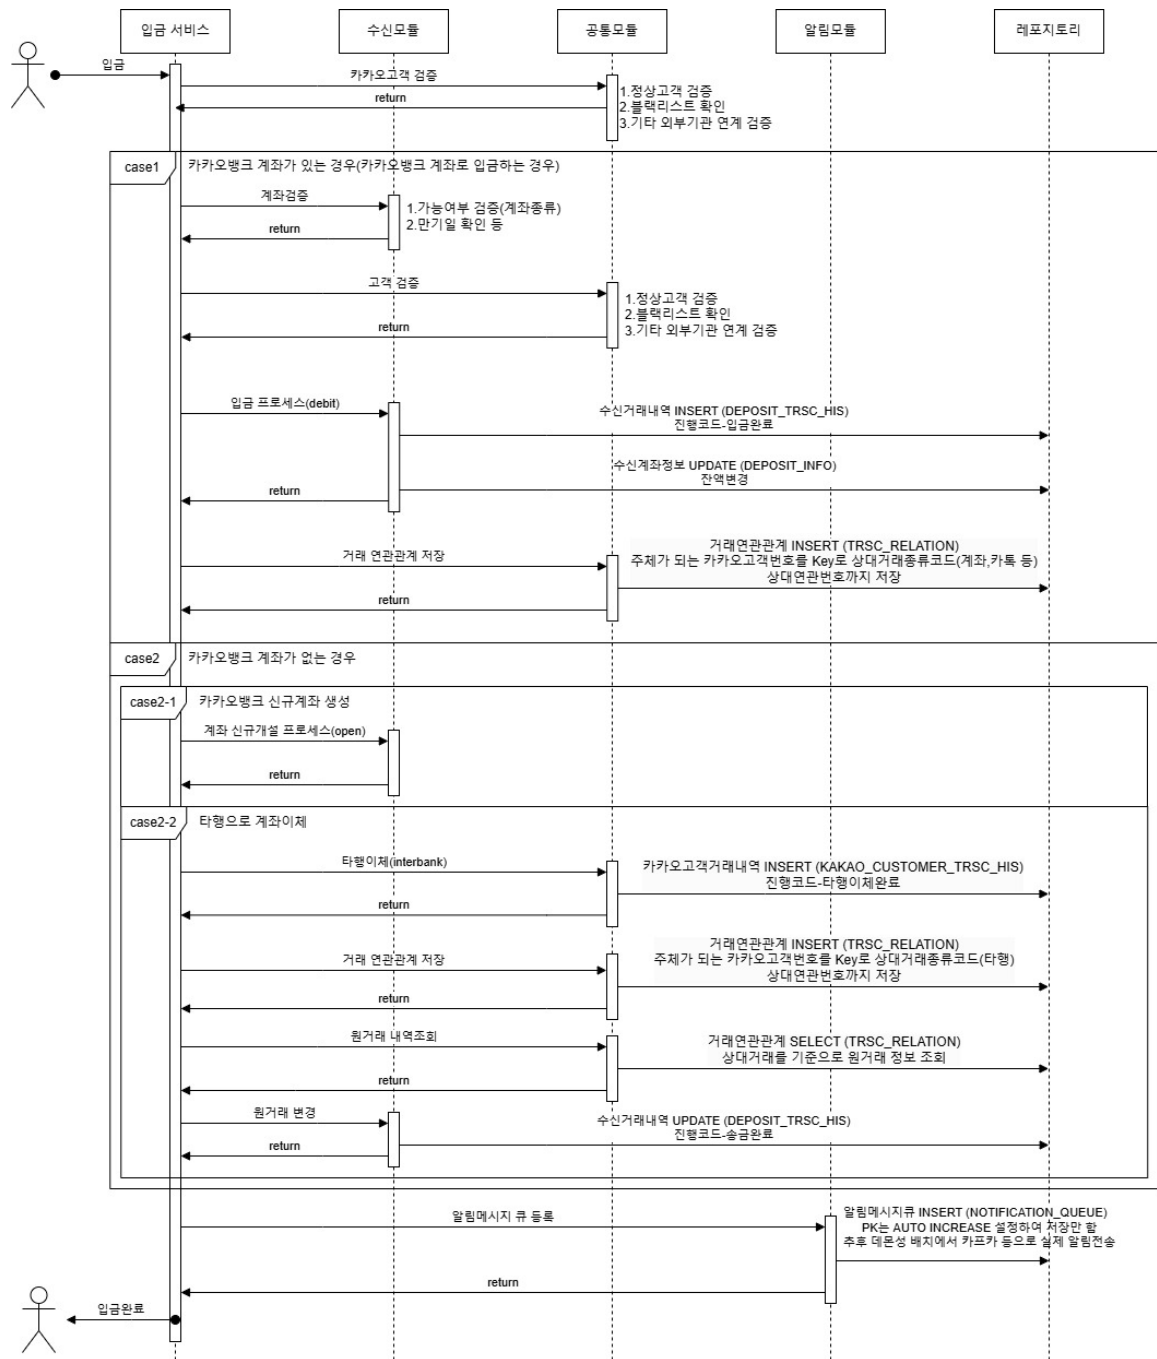 입금 서비스
수신모듈
공통모듈
알림모듈
레포지토리
입금
카카오고객 검증
return
1.정상고객 검증
2.블랙리스트 확인
3.기타 외부기관 연계 검증
case1
카카오뱅크 계좌가 있는 경우(카카오뱅크 계좌로 입금하는 경우)
계좌검증
1.가능여부 검증(계좌종류)
2.만기일 확인 등
return
고객 검증
1.정상고객 검증
2.블랙리스트 확인
3.기타 외부기관 연계 검증
return
입금 프로세스(debit)
수신거래내역 INSERT (DEPOSIT_TRSC_HIS)
진행코드-입금완료
수신계좌정보 UPDATE (DEPOSIT_INFO)
잔액변경
return
거래 연관관계 저장
거래연관관계 INSERT (TRSC_RELATION)
주체가 되는 카카오고객번호를 Key로 상대거래종류코드(계좌,카톡 등)
상대연관번호까지 저장
return
case2
카카오뱅크 계좌가 없는 경우
case2-1
카카오뱅크 신규계좌 생성
계좌 신규개설 프로세스(open)
return
case2-2
타행으로 계좌이체
타행이체(interbank)
카카오고객거래내역 INSERT (KAKAO_CUSTOMER_TRSC_HIS)
진행코드-타행이체완료
return
거래 연관관계 저장
거래연관관계 INSERT (TRSC_RELATION)
주체가 되는 카카오고객번호를 Key로 상대거래종류코드(타행)
상대연관번호까지 저장
return
원거래 내역조회
거래연관관계 SELECT (TRSC_RELATION)
상대거래를 기준으로 원거래 정보 조회
return
원거래 변경
수신거래내역 UPDATE (DEPOSIT_TRSC_HIS)
진행코드-송금완료
return
알림메시지 큐 등록
알림메시지큐 INSERT (NOTIFICATION_QUEUE)
PK는 AUTO INCREASE 설정하여 저장만 함
추후 데몬성 배치에서 카프카 등으로 실제 알림전송
return
입금완료